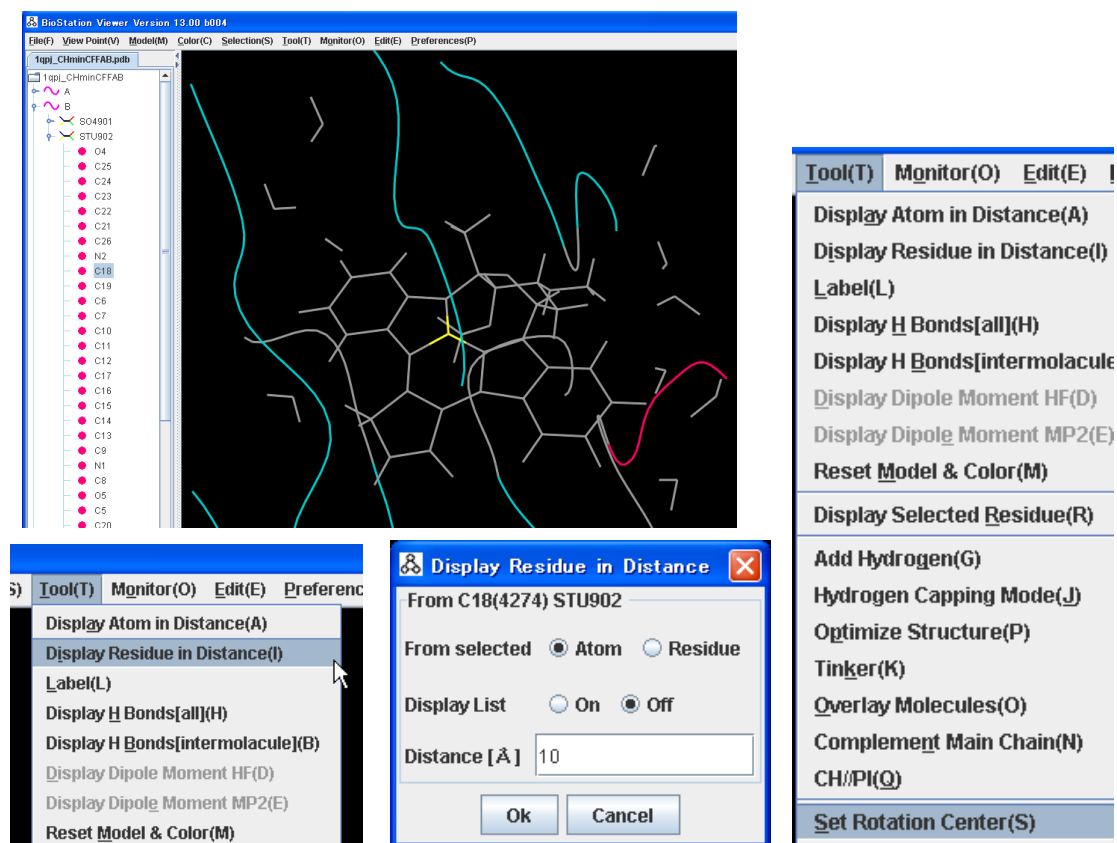 BioStation Viewer Version 13.00 b004
File(F) View Point(V) Model(M) Color(C) Selection(S) Tool(T) Monitor(O) Edit(E) Preferences(P)
1qpj_CHminCFFAB.pdb
1qpj_CHminCFFAB
A
B
SO4901
STU902
O4
C25
C24
C23
C22
C21
C26
N2
C18
C19
C6
C7
C10
C11
C12
C17
C16
C15
C14
C13
C9
N1
C8
O5
C5
C20
Tool(T) Monitor(O) Edit(E)
Display Atom in Distance(A)
Display Residue in Distance(I)
Label(L)
Display H Bonds[all](H)
Display H Bonds[intermolacule
Display Dipole Moment HF(D)
Display Dipole Moment MP2(E)
Reset Model & Color(M)
Display Selected Residue(R)
Add Hydrogen(G)
Hydrogen Capping Mode(J)
Optimize Structure(P)
Tinker(K)
Overlay Molecules(O)
Complement Main Chain(N)
CH//PI(Q)
Set Rotation Center(S)
S) Tool(T) Monitor(O) Edit(E) Preferenc
Display Atom in Distance(A)
Display Residue in Distance(I)
Label(L)
Display H Bonds[all](H)
Display H Bonds[intermolacule](B)
Display Dipole Moment HF(D)
Display Dipole Moment MP2(E)
Reset Model & Color(M)
Display Residue in Distance
From C18(4274) STU902
From selected Atom Residue
Display List On Off
Distance [Å] 10
Ok Cancel